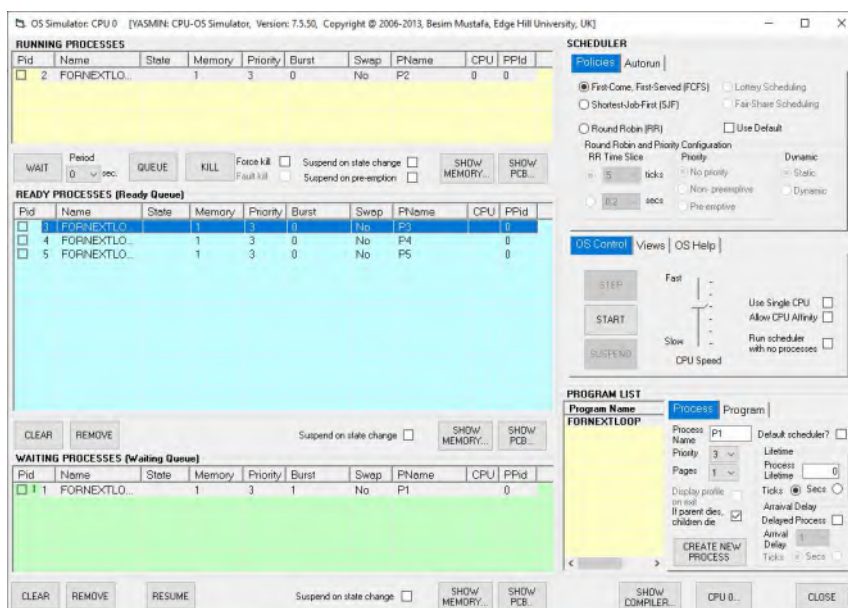 OS Simulator: CPU 0 [YASMIN: CPU-OS Simulator, Version: 7.5.50, Copyright © 2006-2013, Besim Mustafa, Edge Hill University, UK]
RUNNING PROCESSES
Pid Name State Memory Priority Burst Swap PName CPU PPId
2 FORNEXTLO... 1 3 0 No P2 0 0
WAIT
Period
0 sec.
QUEUE
KILL
Force kill
Fault kill
Suspend on state change
Suspend on pre-emption
SHOW MEMORY...
SHOW PCB...
READY PROCESSES (Ready Queue)
Pid Name State Memory Priority Burst Swap PName CPU PPId
3 FORNEXTLO... 1 3 0 No P3 0
4 FORNEXTLO... 1 3 0 No P4 0
5 FORNEXTLO... 1 3 0 No P5 0
CLEAR
REMOVE
Suspend on state change
SHOW MEMORY...
SHOW PCB...
WAITING PROCESSES (Waiting Queue)
Pid Name State Memory Priority Burst Swap PName CPU PPId
1 FORNEXTLO... 1 3 1 No P1 0
CLEAR
REMOVE
RESUME
Suspend on state change
SHOW MEMORY...
SHOW PCB...
SCHEDULER
Policies Autorun
First-Come, First-Served (FCFS)
Lottery Scheduling
Shortest-Job-First (SJF)
Fair-Share Scheduling
Round Robin (RR)
Use Default
Round Robin and Priority Configuration
RR Time Slice Priority Dynamic
5 ticks
No priority
Static
Non- preemptive
Dynamic
0.2 secs
Pre-emptive
OS Control Views OS Help
STEP
START
SUSPEND
Fast
Slow
CPU Speed
Use Single CPU
Allow CPU Affinity
Run scheduler
with no processes
PROGRAM LIST
Program Name
FORNEXTLOOP
Process Program
Process
Name P1
Default scheduler?
Priority 3
Lifetime
Pages 1
Process
Lifetime 0
Display profile
on exit
Ticks Secs
If parent dies,
children die
Arraival Delay
Delayed Process
Arrival
Delay 1
CREATE NEW
PROCESS
Ticks Secs
SHOW
COMPILER...
CPU 0...
CLOSE